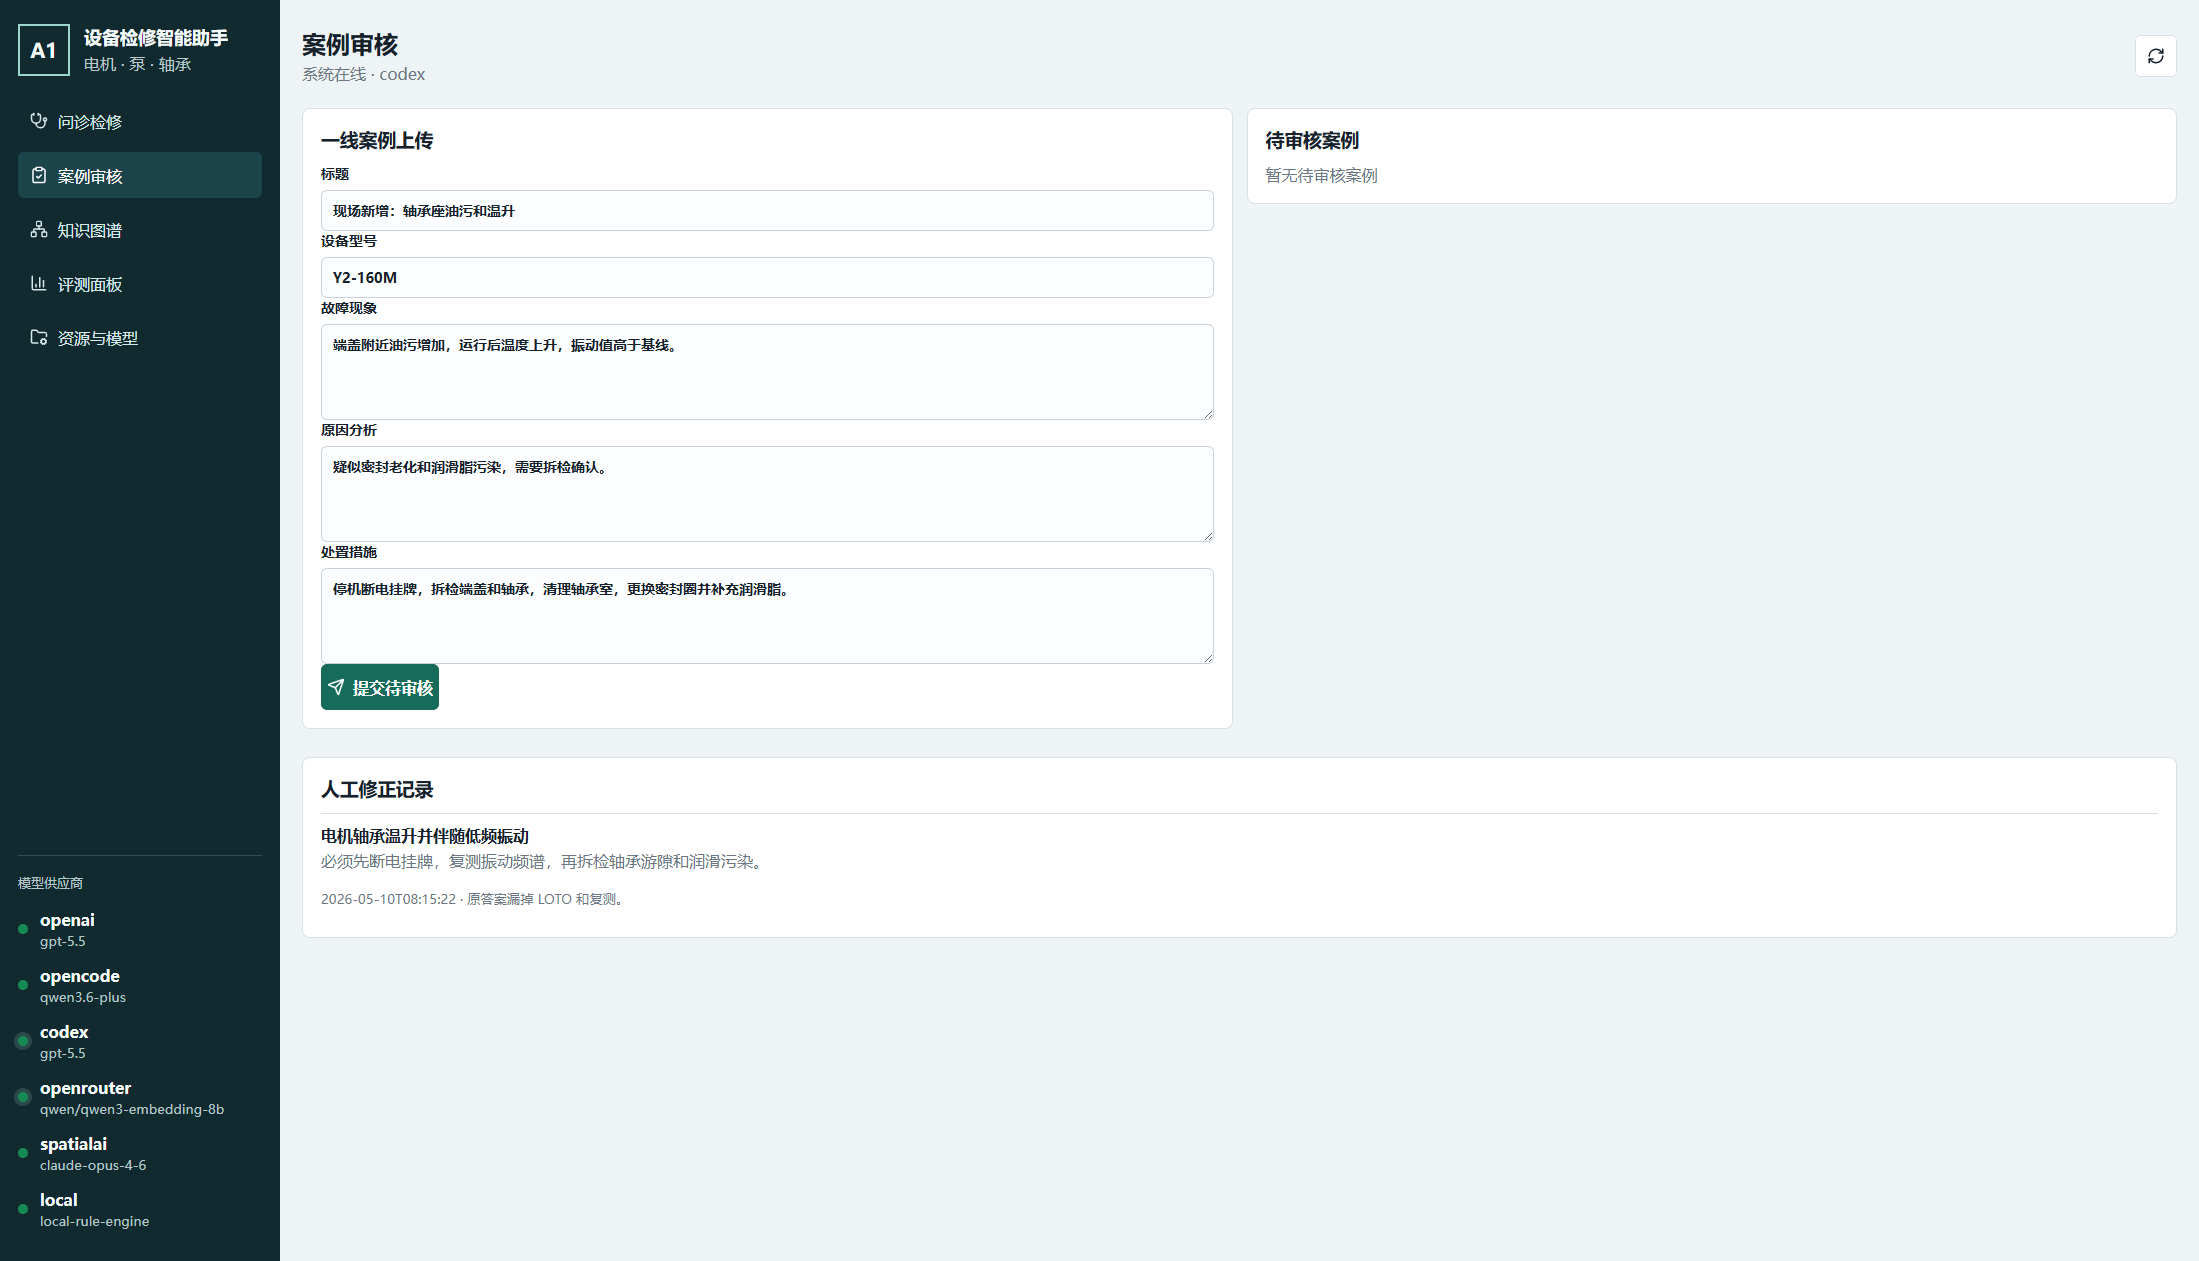 A1
设备检修智能助手
电机 · 泵 · 轴承
问诊检修
案例审核
知识图谱
评测面板
资源与模型
模型供应商
openai
gpt-5.5
opencode
qwen3.6-plus
codex
gpt-5.5
openrouter
qwen/qwen3-embedding-8b
spatialai
claude-opus-4-6
local
local-rule-engine
案例审核
系统在线 · codex
一线案例上传
标题
现场新增：轴承座油污和温升
设备型号
Y2-160M
故障现象
端盖附近油污增加，运行后温度上升，振动值高于基线。
原因分析
疑似密封老化和润滑脂污染，需要拆检确认。
处置措施
停机断电挂牌，拆检端盖和轴承，清理轴承室，更换密封圈并补充润滑脂。
提交待审核
待审核案例
暂无待审核案例
人工修正记录
电机轴承温升并伴随低频振动
必须先断电挂牌，复测振动频谱，再拆检轴承游隙和润滑污染。
2026-05-10T08:15:22 · 原答案漏掉 LOTO 和复测。